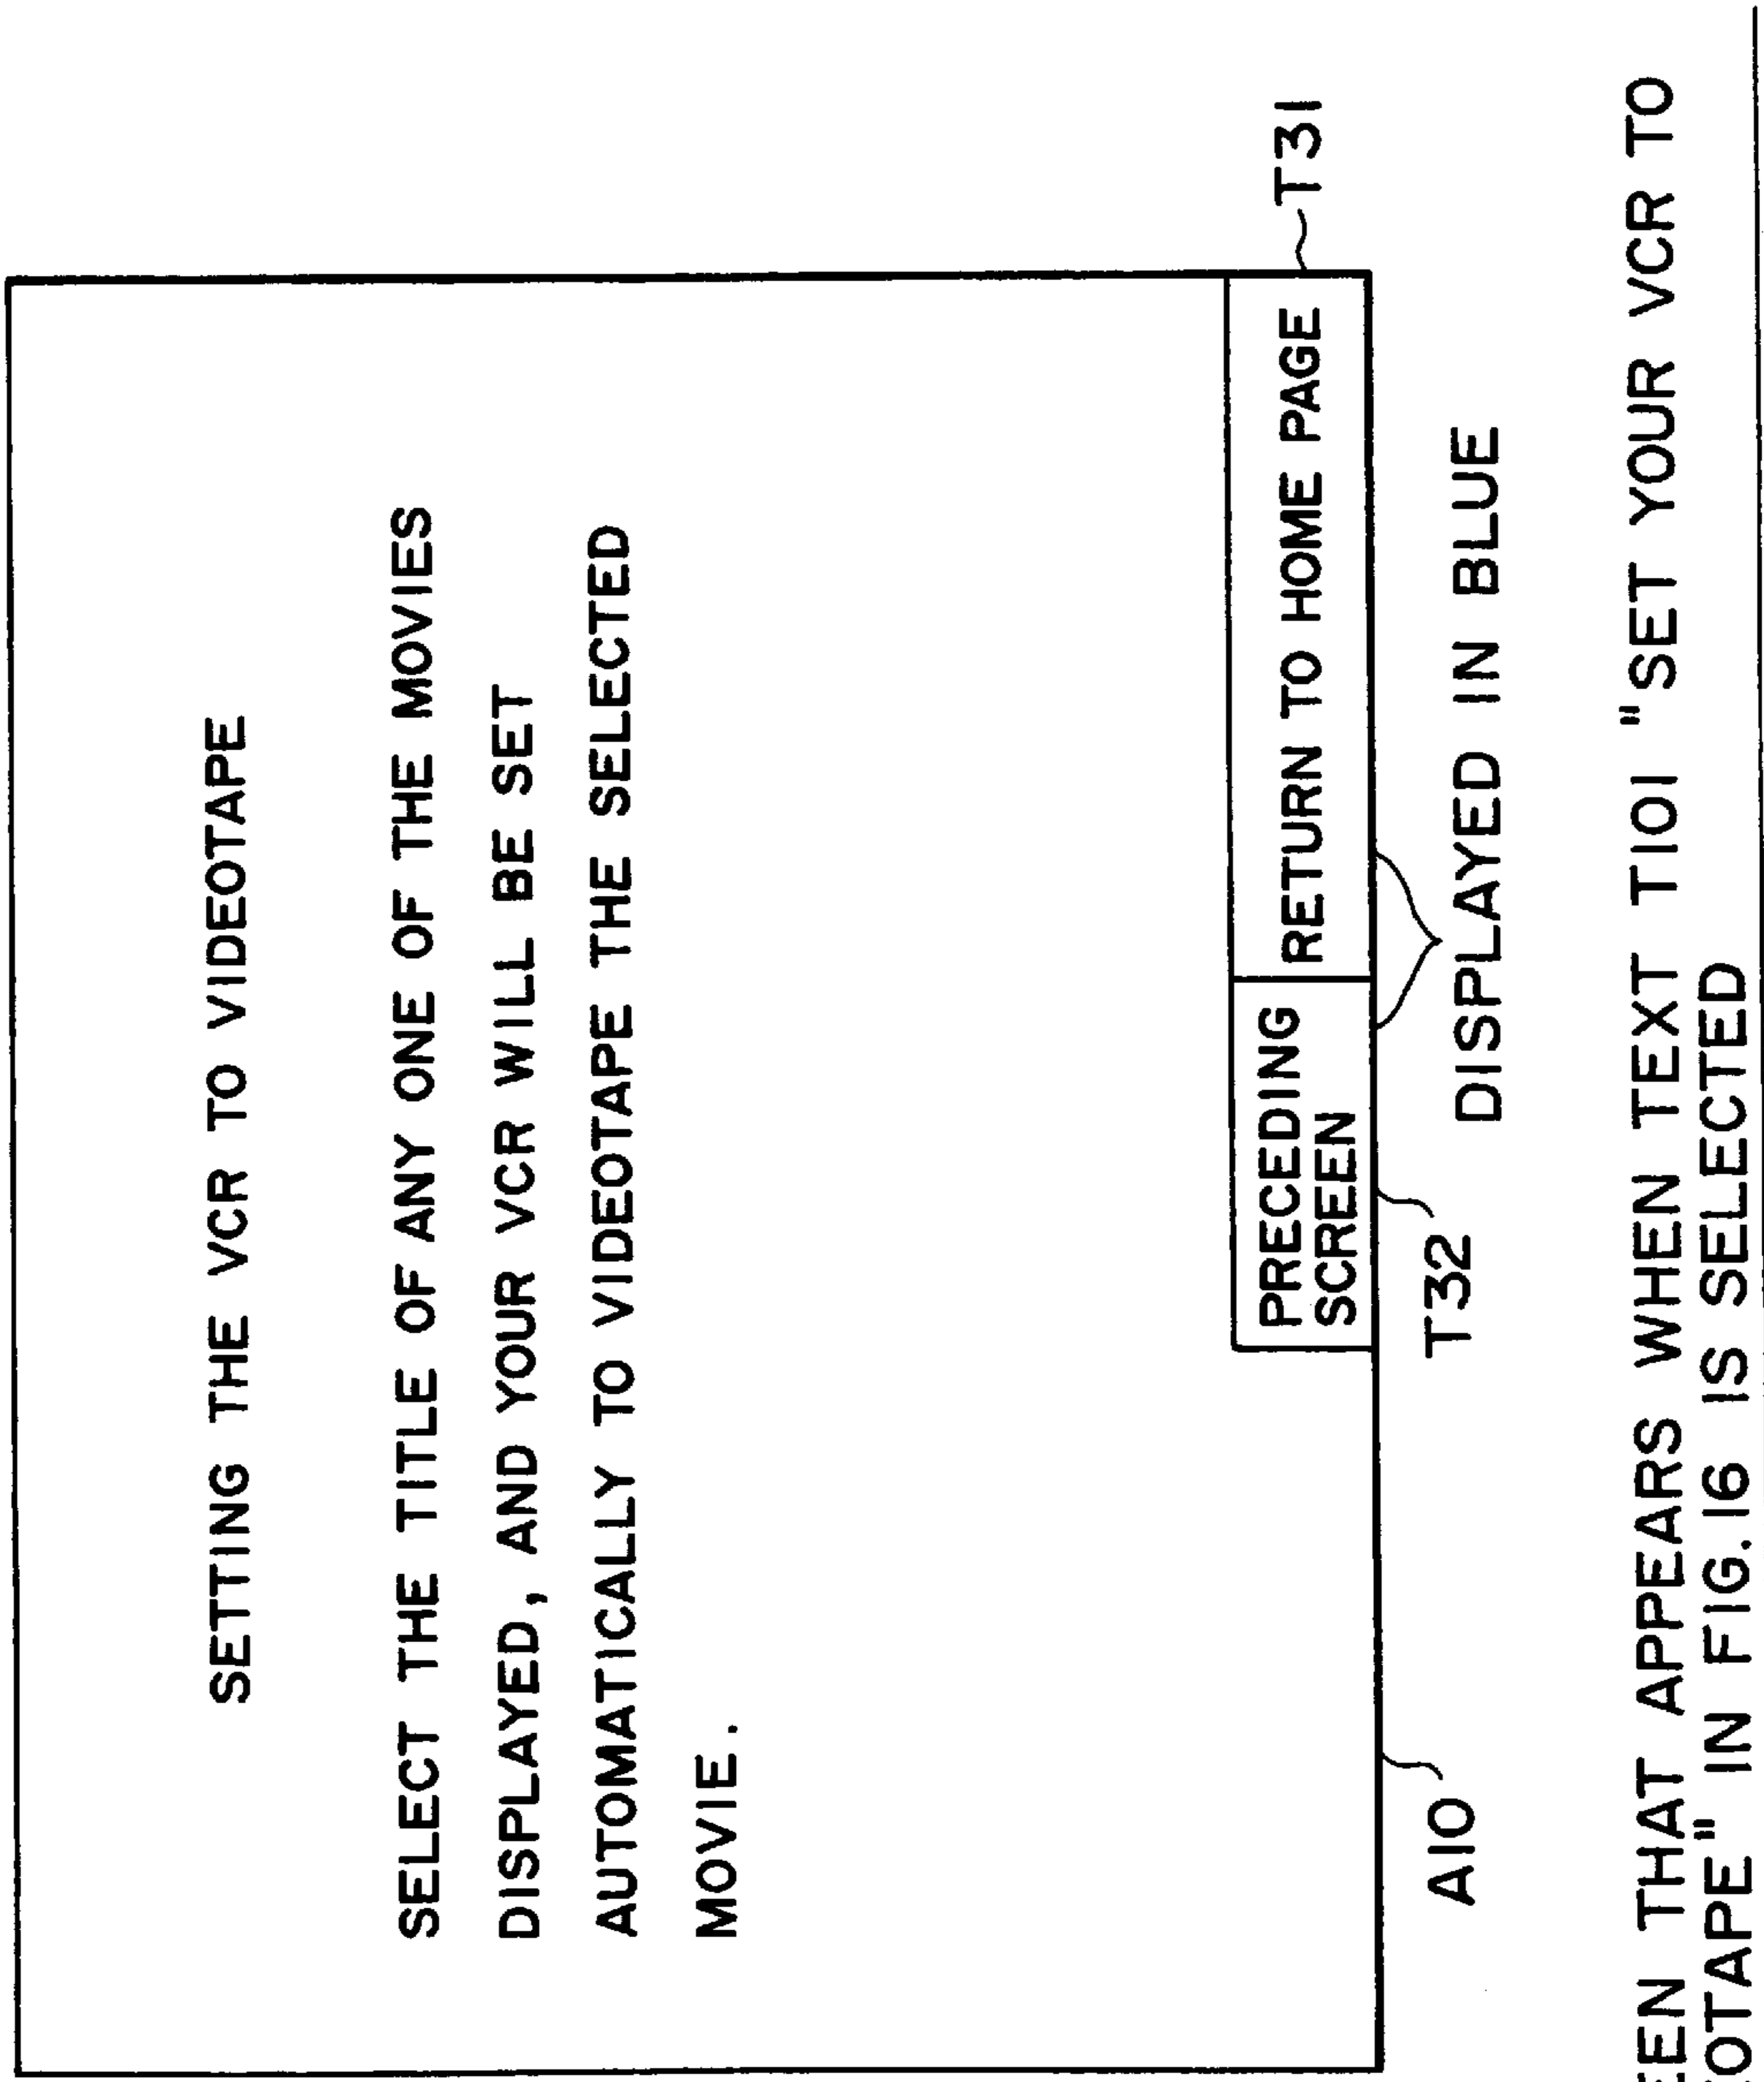 SETTING THE VCR TO VIDEOTAPE
SELECT THE TITLE OF ANY ONE OF THE MOVIES
DISPLAYED, AND YOUR VCR WILL BE SET
AUTOMATICALLY TO VIDEOTAPE THE SELECTED
MOVIE.
PRECEDING
SCREEN
RETURN TO HOME PAGE
T31
T32
A10
DISPLAYED IN BLUE
EEN THAT APPEARS WHEN TEXT T101 "SET YOUR VCR TO
OTAPE" IN FIG.16 IS SELECTED